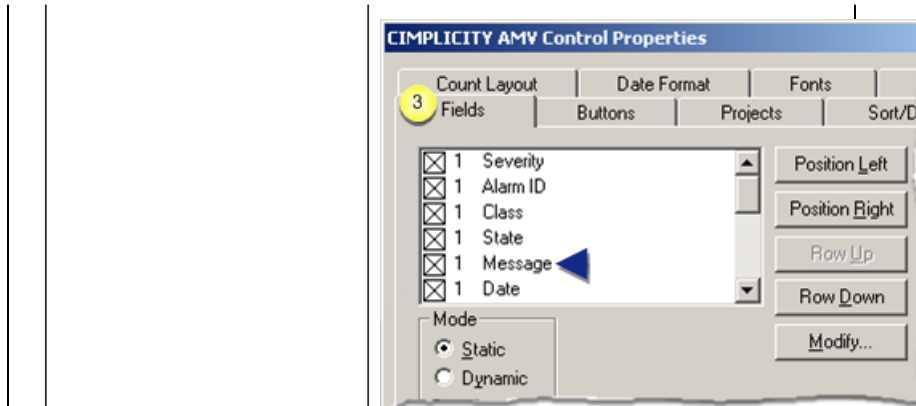 CIMPLICITY AMV Control Properties
Count Layout Date Format Fonts
3 Fields Buttons Projects Sort/D
1 Severity
1 Alarm ID
1 Class
1 State
1 Message
1 Date
Position Left
Position Right
Row Up
Row Down
Modify...
Mode
Static
Dynamic